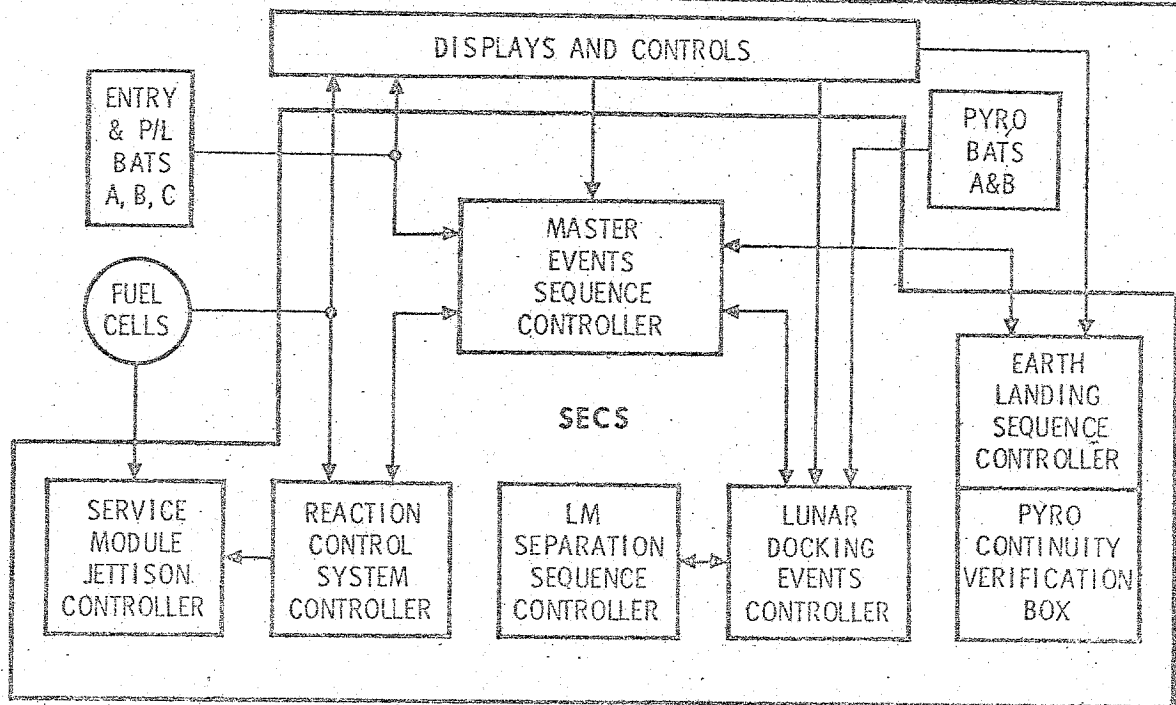 DISPLAYS AND CONTROLS
ENTRY
& P/L
BATS
A, B, C
PYRO
BATS
A&B
MASTER
EVENTS
SEQUENCE
CONTROLLER
FUEL
CELLS
SECS
EARTH
LANDING
SEQUENCE
CONTROLLER
SERVICE
MODULE
JETTISON
CONTROLLER
REACTION
CONTROL
SYSTEM
CONTROLLER
LM
SEPARATION
SEQUENCE
CONTROLLER
LUNAR
DOCKING
EVENTS
CONTROLLER
PYRO
CONTINUITY
VERIFICATION
BOX